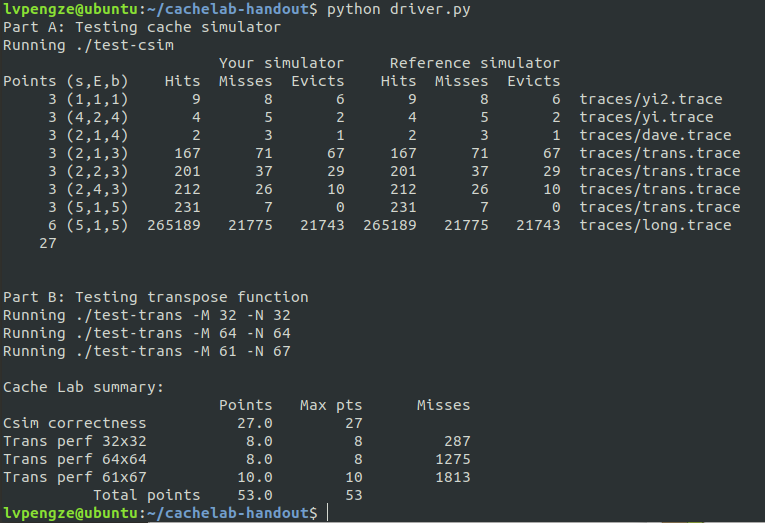 lvpengze@ubuntu:~/cachelab-handout$ python driver.py
Part A: Testing cache simulator
Running ./test-csim
                        Your simulator     Reference simulator
Points (s,E,b)    Hits  Misses  Evicts    Hits  Misses  Evicts
     3 (1,1,1)       9       8       6       9       8       6  traces/yi2.trace
     3 (4,2,4)       4       5       2       4       5       2  traces/yi.trace
     3 (2,1,4)       2       3       1       2       3       1  traces/dave.trace
     3 (2,1,3)     167      71      67     167      71      67  traces/trans.trace
     3 (2,2,3)     201      37      29     201      37      29  traces/trans.trace
     3 (2,4,3)     212      26      10     212      26      10  traces/trans.trace
     3 (5,1,5)     231       7       0     231       7       0  traces/trans.trace
     6 (5,1,5)  265189   21775   21743  265189   21775   21743  traces/long.trace
    27
Part B: Testing transpose function
Running ./test-trans -M 32 -N 32
Running ./test-trans -M 64 -N 64
Running ./test-trans -M 61 -N 67
Cache Lab summary:
                        Points   Max pts      Misses
Csim correctness          27.0        27
Trans perf 32x32           8.0         8         287
Trans perf 64x64           8.0         8        1275
Trans perf 61x67          10.0        10        1813
          Total points    53.0        53
lvpengze@ubuntu:~/cachelab-handout$